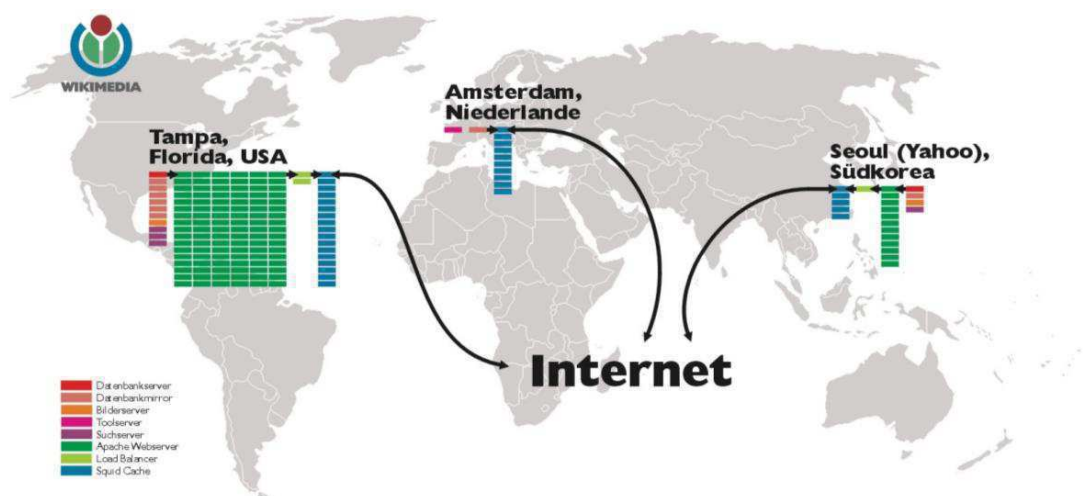 WIKIMEDIA
Tampa,
Florida, USA
Amsterdam,
Niederlande
Seoul (Yahoo),
Südkorea
Internet
Datenbankserver
Datenbankmirror
Bilderserver
Toolserver
Suchserver
Apache Webserver
Load Balancer
Squid Cache